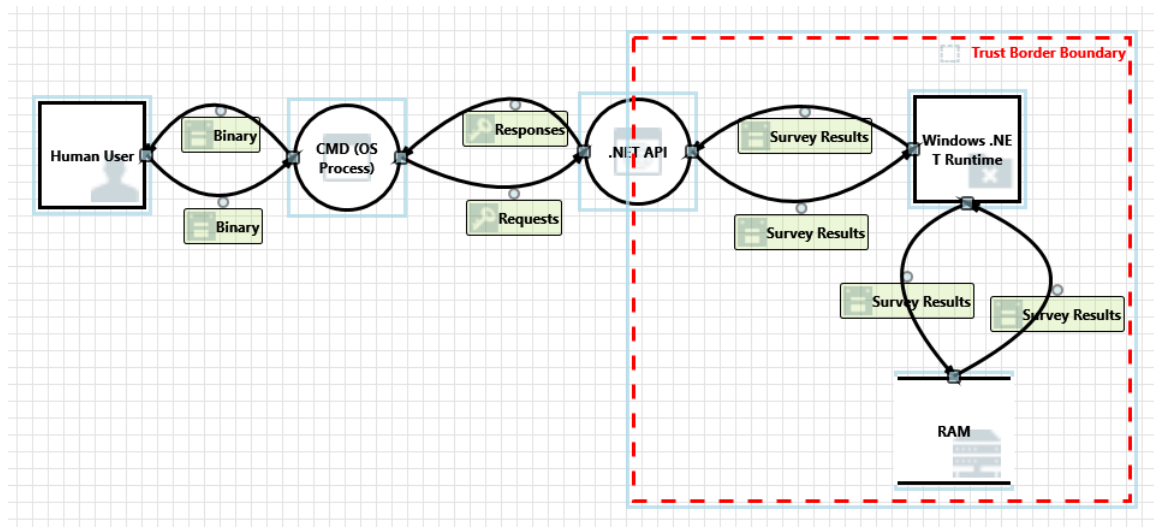 Trust Border Boundary
Human User
Binary
Binary
CMD (OS
Process)
Responses
Requests
.NET API
Survey Results
Survey Results
Windows .NE
T Runtime
Survey Results
Survey Results
RAM